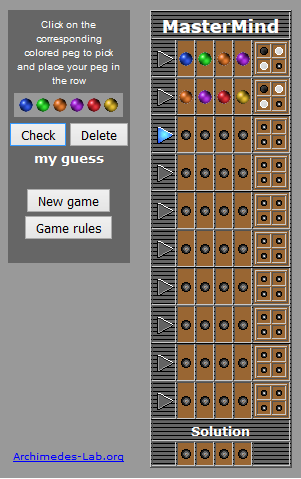 Click on the
corresponding
colored peg to pick
and place your peg in
the row
Check
Delete
my guess
New game
Game rules
Archimedes-Lab.org
MasterMind
Solution